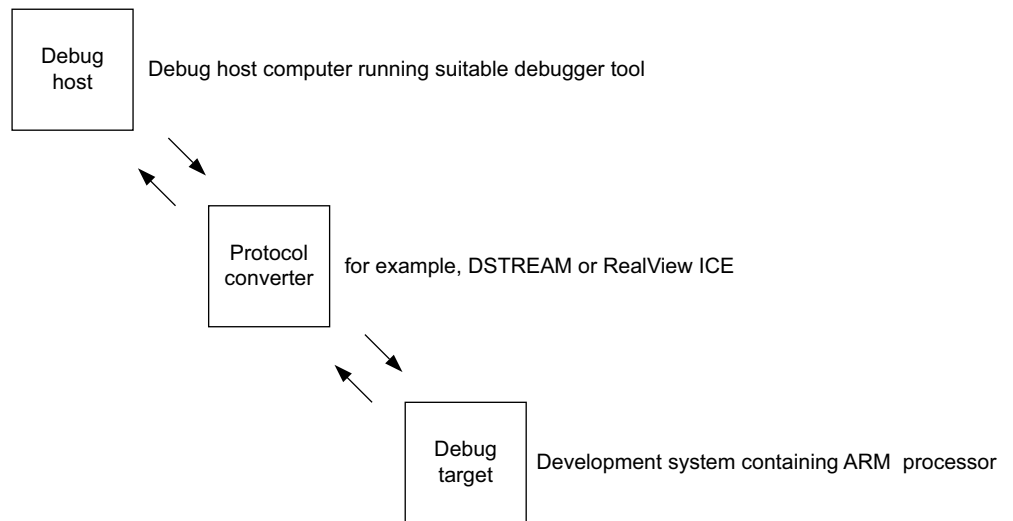 Debug
host
Debug host computer running suitable debugger tool
Protocol
converter
for example, DSTREAM or RealView ICE
Debug
target
Development system containing ARM processor